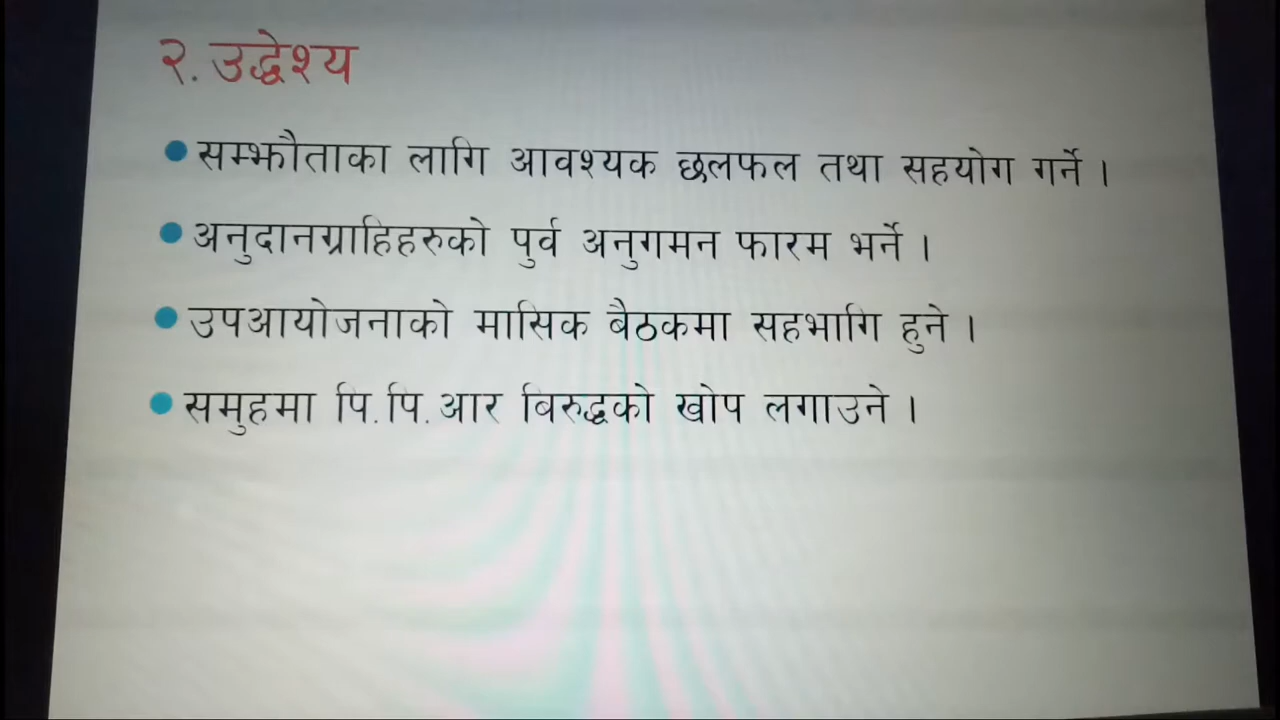 २. उद्धेश्य
● सम्झौताका लागि आवश्यक छलफल तथा सहयोग गर्ने ।
● अनुदानग्राहिहरुको पुर्व अनुगमन फारम भर्ने ।
● उपआयोजनाको मासिक बैठकमा सहभागि हुने ।
● समुहमा पि.पि.आर बिरुद्धको खोप लगाउने ।